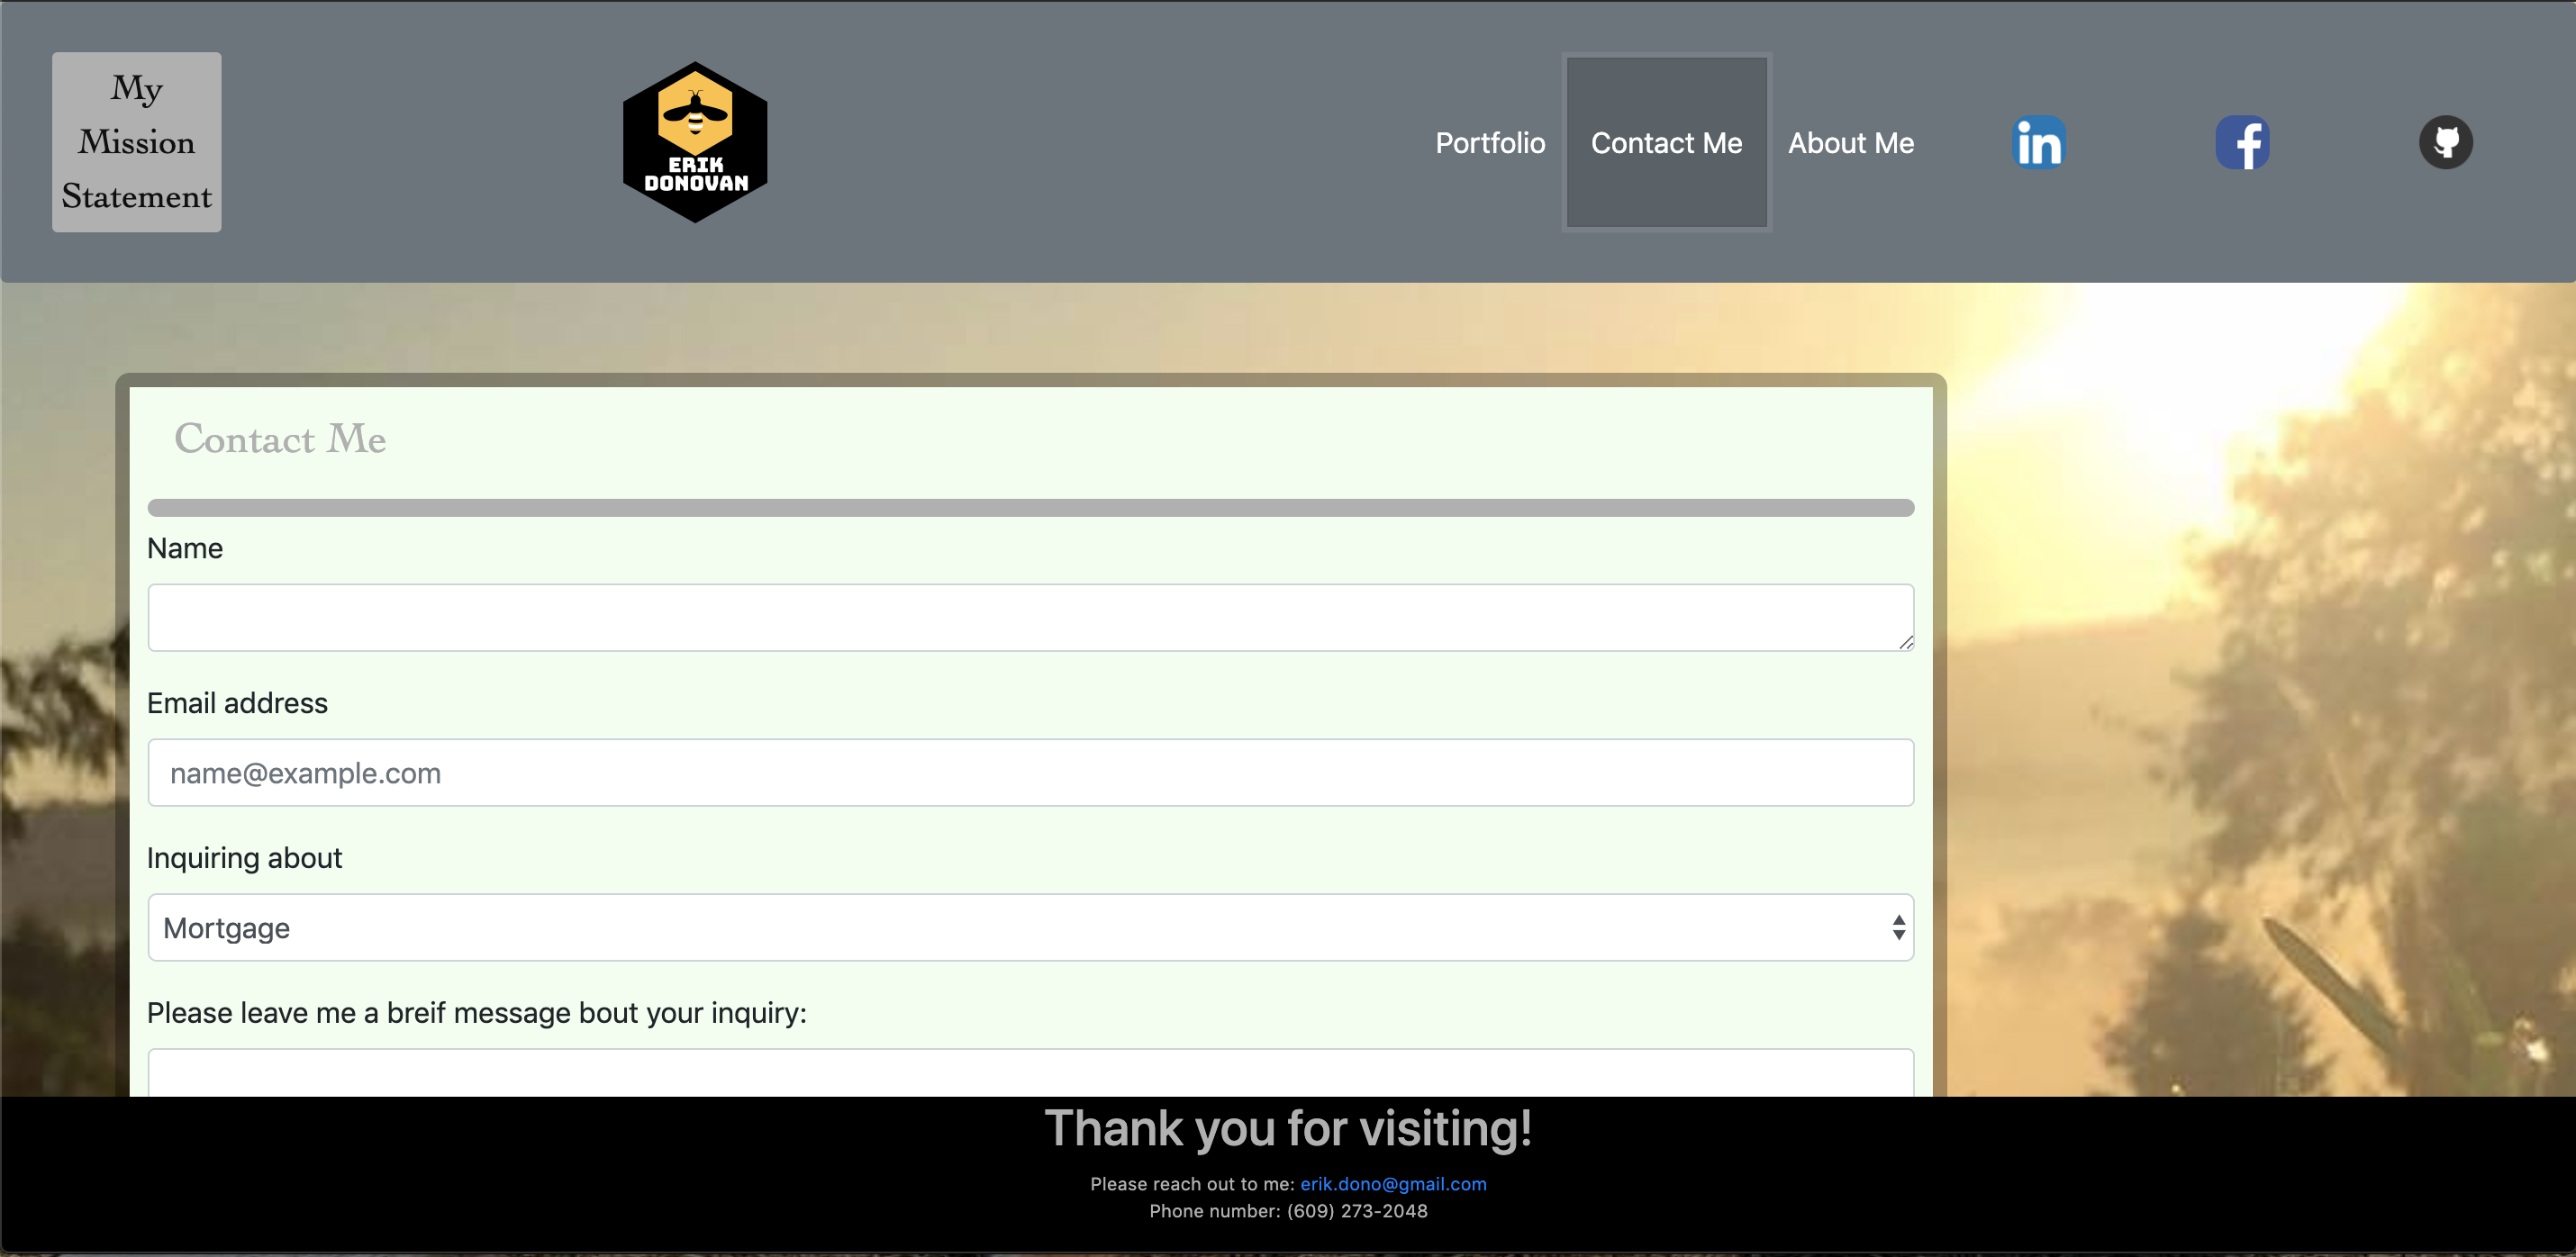 My
Mission
Statement
ERIK
DONOVAN
Portfolio
Contact Me
About Me
in
f
Contact Me
Name
Email address
name@example.com
Inquiring about
Mortgage
Please leave me a breif message bout your inquiry:
Thank you for visiting!
Please reach out to me: erik.dono@gmail.com
Phone number: (609) 273-2048